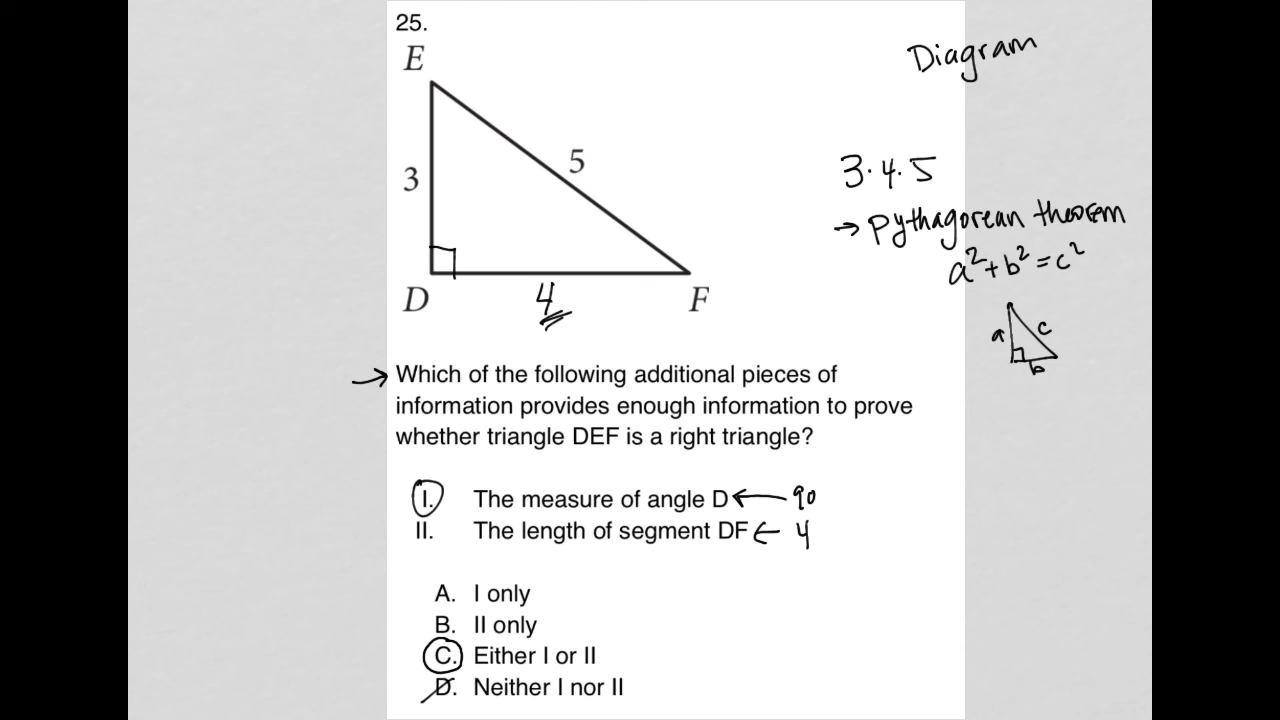 25.
Diagram
E
3
5
3·4·5
→ Pythagorean theorem
a²+b²=c²
D
4
F
a
c
b
→ Which of the following additional pieces of
information provides enough information to prove
whether triangle DEF is a right triangle?
I. The measure of angle D ← 90
II. The length of segment DF ← 4
A. I only
B. II only
C. Either I or II
D. Neither I nor II